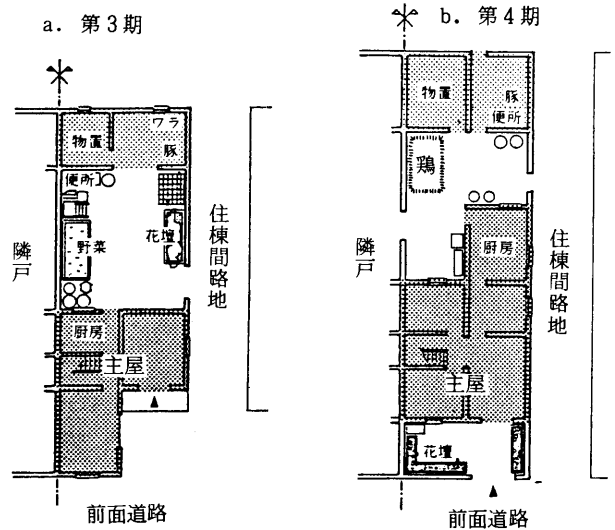 a. 第3期
物置
ワラ
豚
便所
花壇
野菜
隣戸
住棟間路地
厨房
主屋
前面道路
b. 第4期
物置
豚
便所
鶏
厨房
隣戸
住棟間路地
主屋
花壇
前面道路